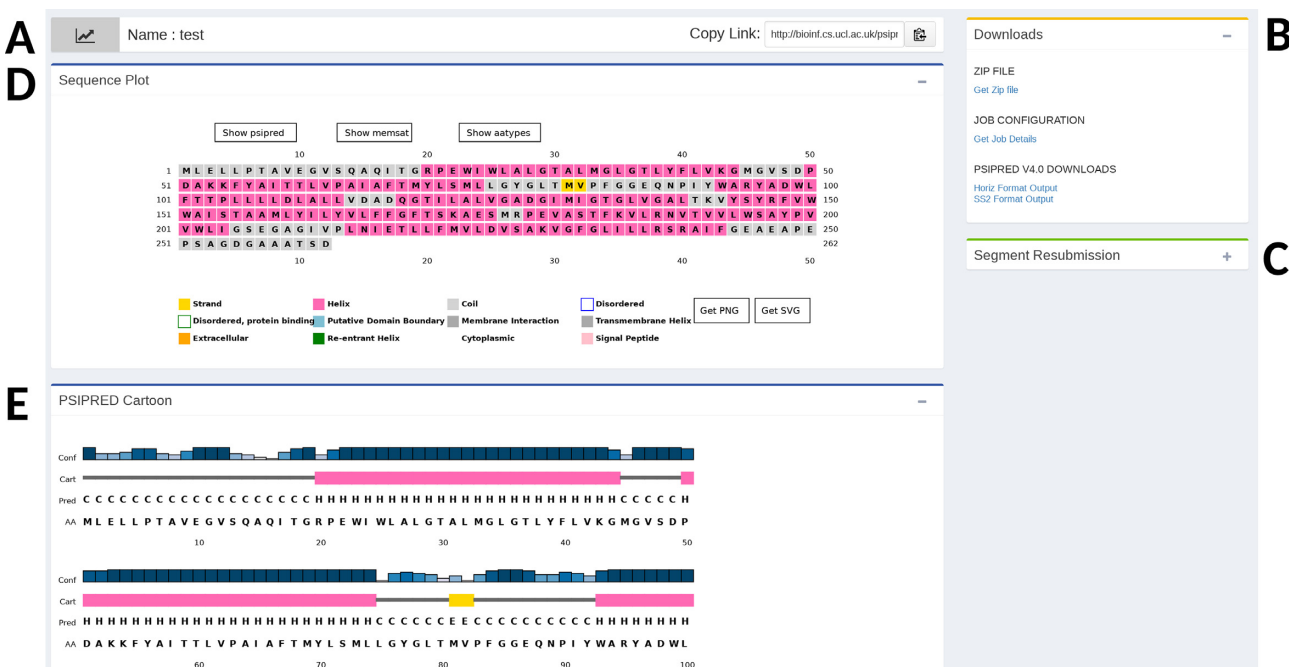 A
Name : test
Copy Link:
http://bioinf.cs.ucl.ac.uk/psipr
B
Downloads
ZIP FILE
Get Zip file
JOB CONFIGURATION
Get Job Details
PSIPRED V4.0 DOWNLOADS
Horiz Format Output
SS2 Format Output
C
Segment Resubmission
D
Sequence Plot
Show psipred Show memsat Show aatypes
10 20 30 40 50
1 M L E L L P T A V E G V S Q A Q I T G R P E W I W L A L G T A L M G L G T L Y F L V K G M G V S D P 50
51 D A K K F Y A I T T L V P A I A F T M Y L S M L L G Y G L T M V P F G G E Q N P I Y W A R Y A D W L 100
101 F T T P L L L L D L A L L V D A D Q G T I L A L V G A D G I M I G T G L V G A L T K V Y S Y R F V W 150
151 W A I S T A A M L Y I L Y V L F F G F T S K A E S M R P E V A S T F K V L R N V T V V L W S A Y P V 200
201 V W L I G S E G A G I V P L N I E T L L F M V L D V S A K V G F G L I L L R S R A I F G E A E A P E 250
251 P S A G D G A A A T S D 262
10 20 30 40 50
Strand Helix Coil Disordered
Disordered, protein binding Putative Domain Boundary Membrane Interaction Transmembrane Helix
Extracellular Re-entrant Helix Cytoplasmic Signal Peptide
Get PNG Get SVG
E
PSIPRED Cartoon
Conf
Cart
Pred C C C C C C C C C C C C C C C C C C C H H H H H H H H H H H H H H H H H H H H H H H H H C C C C C H
AA M L E L L P T A V E G V S Q A Q I T G R P E W I W L A L G T A L M G L G T L Y F L V K G M G V S D P
10 20 30 40 50
Conf
Cart
Pred H H H H H H H H H H H H H H H H H H H H H H H H C C C C C C E E C C C C C C C C C C H H H H H H H H
AA D A K K F Y A I T T L V P A I A F T M Y L S M L L G Y G L T M V P F G G E Q N P I Y W A R Y A D W L
60 70 80 90 100